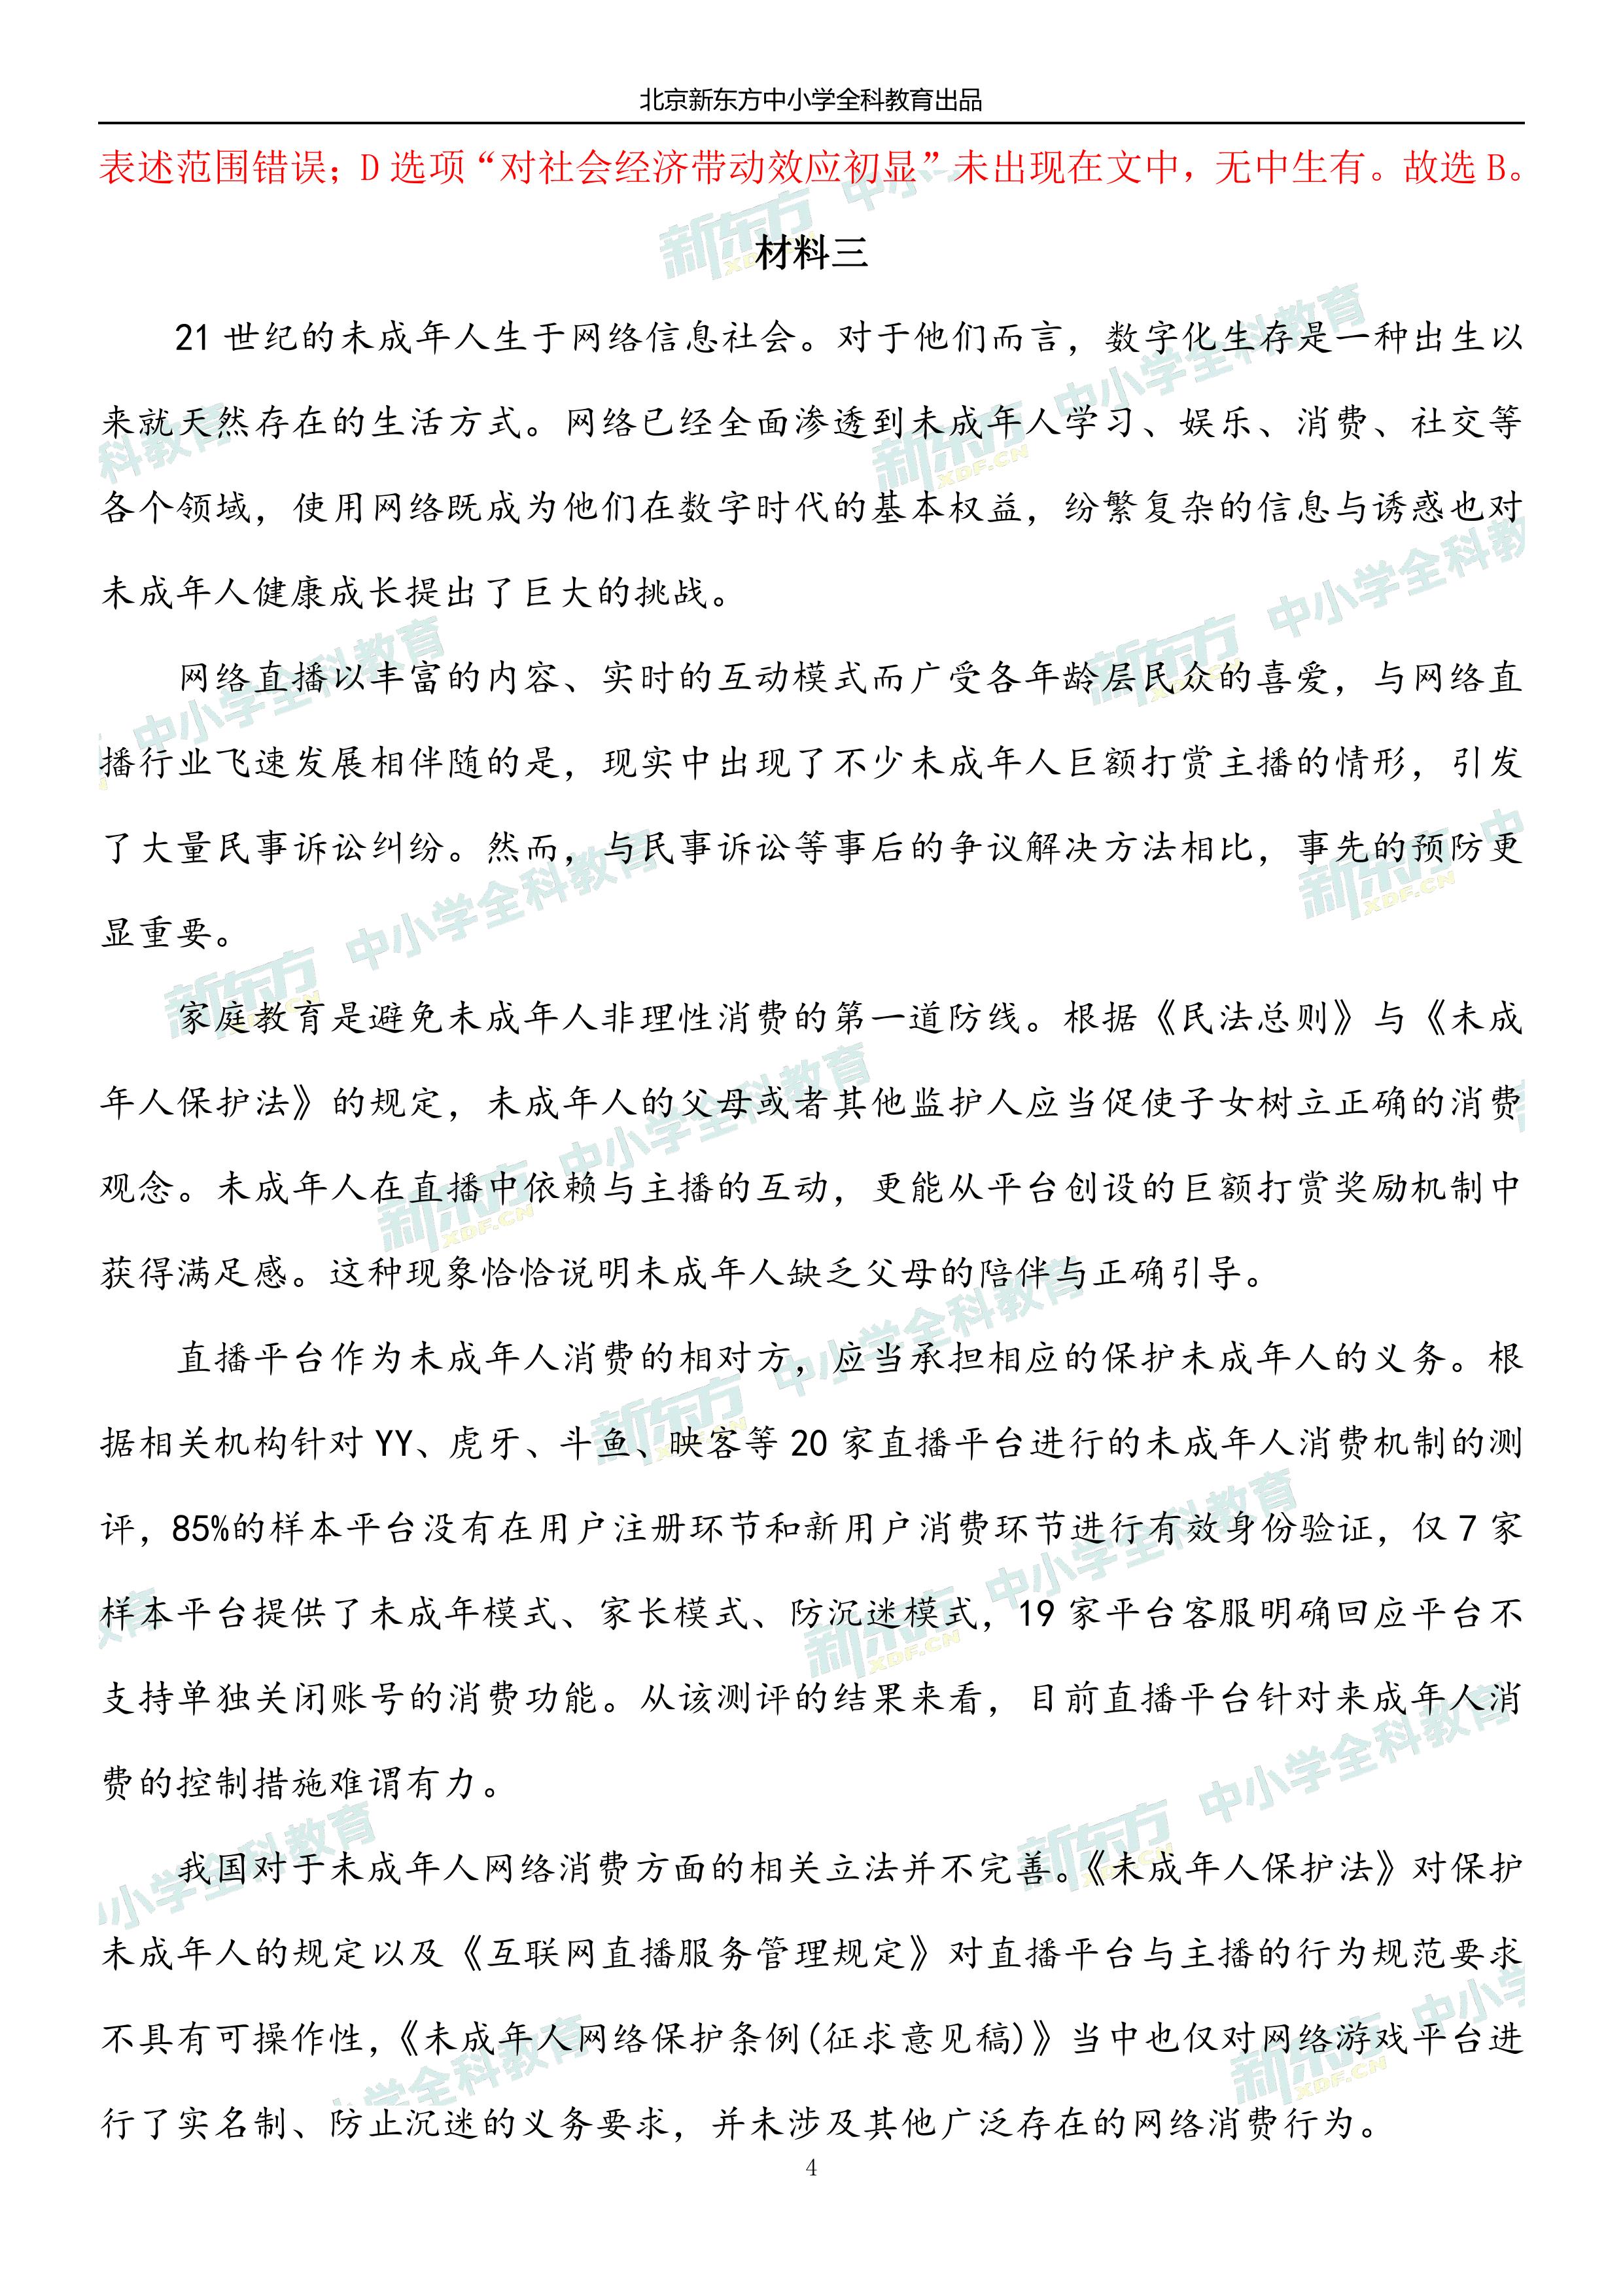 北京新东方中小学全科教育出品
表述范围错误；D 选项“对社会经济带动效应初显”未出现在文中，无中生有。故选 B。
材料三
21 世纪的未成年人生于网络信息社会。对于他们而言，数字化生存是一种出生以
来就天然存在的生活方式。网络已经全面渗透到未成年人学习、娱乐、消费、社交等
各个领域，使用网络既成为他们在数字时代的基本权益，纷繁复杂的信息与诱惑也对
未成年人健康成长提出了巨大的挑战。
网络直播以丰富的内容、实时的互动模式而广受各年龄层民众的喜爱，与网络直
播行业飞速发展相伴随的是，现实中出现了不少未成年人巨额打赏主播的情形，引发
了大量民事诉讼纠纷。然而，与民事诉讼等事后的争议解决方法相比，事先的预防更
显重要。
家庭教育是避免未成年人非理性消费的第一道防线。根据《民法总则》与《未成
年人保护法》的规定，未成年人的父母或者其他监护人应当促使子女树立正确的消费
观念。未成年人在直播中依赖与主播的互动，更能从平台创设的巨额打赏奖励机制中
获得满足感。这种现象恰恰说明未成年人缺乏父母的陪伴与正确引导。
直播平台作为未成年人消费的相对方，应当承担相应的保护未成年人的义务。根
据相关机构针对 YY、虎牙、斗鱼、映客等 20 家直播平台进行的未成年人消费机制的测
评，85%的样本平台没有在用户注册环节和新用户消费环节进行有效身份验证，仅 7 家
样本平台提供了未成年模式、家长模式、防沉迷模式，19 家平台客服明确回应平台不
支持单独关闭账号的消费功能。从该测评的结果来看，目前直播平台针对来成年人消
费的控制措施难谓有力。
我国对于未成年人网络消费方面的相关立法并不完善。《未成年人保护法》对保护
未成年人的规定以及《互联网直播服务管理规定》对直播平台与主播的行为规范要求
不具有可操作性，《未成年人网络保护条例(征求意见稿)》当中也仅对网络游戏平台进
行了实名制、防止沉迷的义务要求，并未涉及其他广泛存在的网络消费行为。
4